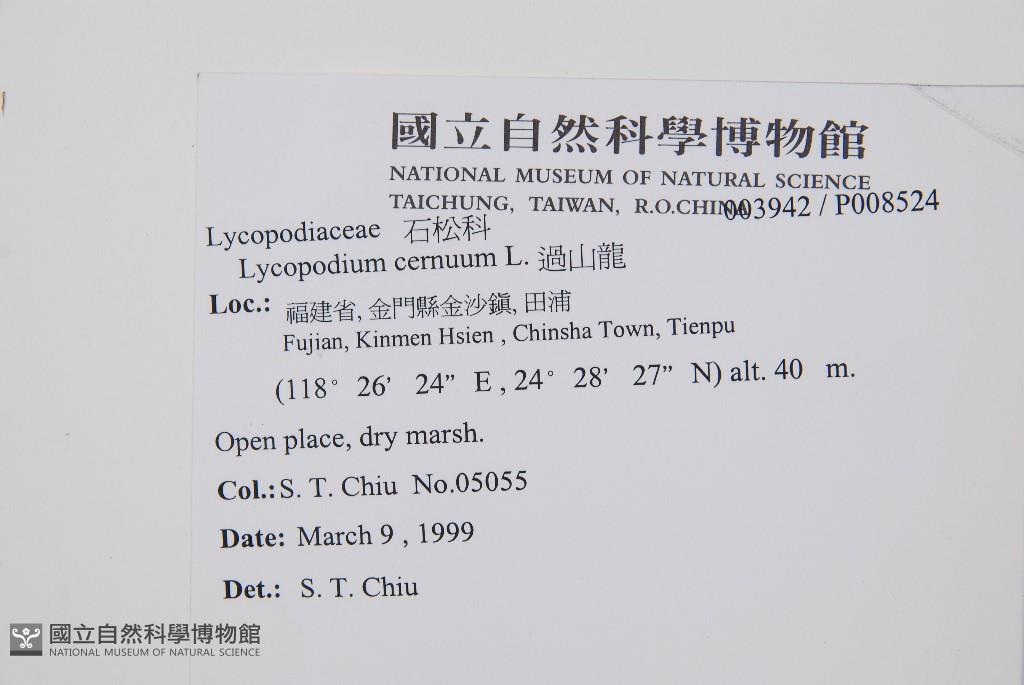 國立自然科學博物館
NATIONAL MUSEUM OF NATURAL SCIENCE
TAICHUNG, TAIWAN, R.O.CHINA 003942 / P008524
Lycopodiaceae 石松科
Lycopodium cernuum L. 過山龍
Loc.: 福建省, 金門縣金沙鎭, 田浦
Fujian, Kinmen Hsien , Chinsha Town, Tienpu
(118° 26’ 24” E , 24° 28’ 27” N) alt. 40 m.
Open place, dry marsh.
Col.: S. T. Chiu No.05055
Date: March 9 , 1999
Det.: S. T. Chiu
國立自然科學博物館
NATIONAL MUSEUM OF NATURAL SCIENCE